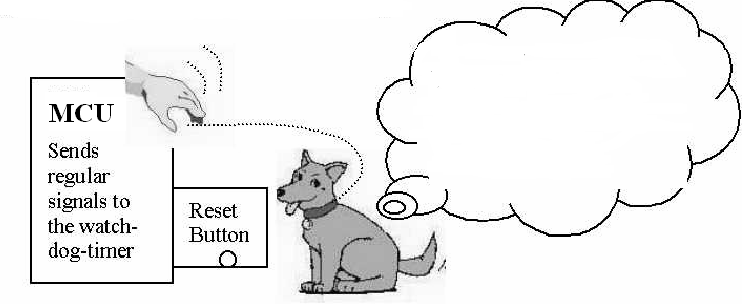 MCU
Sends
regular
signals to
the watch-
dog-timer
Reset
Button